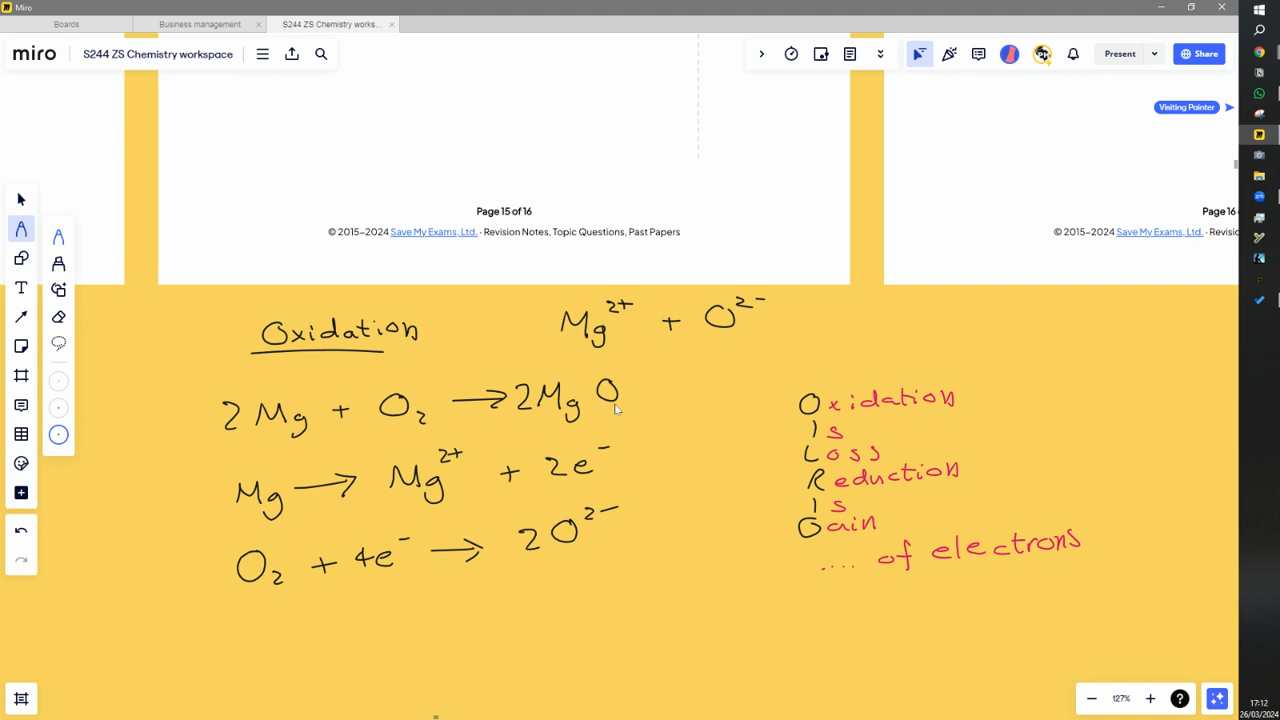 Miro
Boards
Business management
S244 ZS Chemistry works...
miro
S244 ZS Chemistry workspace
Present
Share
Visiting Pointer
Page 15 of 16
© 2015-2024 Save My Exams, Ltd. · Revision Notes, Topic Questions, Past Papers
Page 16
© 2015-2024 Save My Exams, Ltd. · Revis
Oxidation
Mg²⁺ + O²⁻
2Mg + O₂ → 2MgO
Mg → Mg²⁺ + 2e⁻
O₂ + 4e⁻ → 2O²⁻
Oxidation
Is
Loss
Reduction
Is
Gain
.... of electrons
127%
17:12
26/03/2024